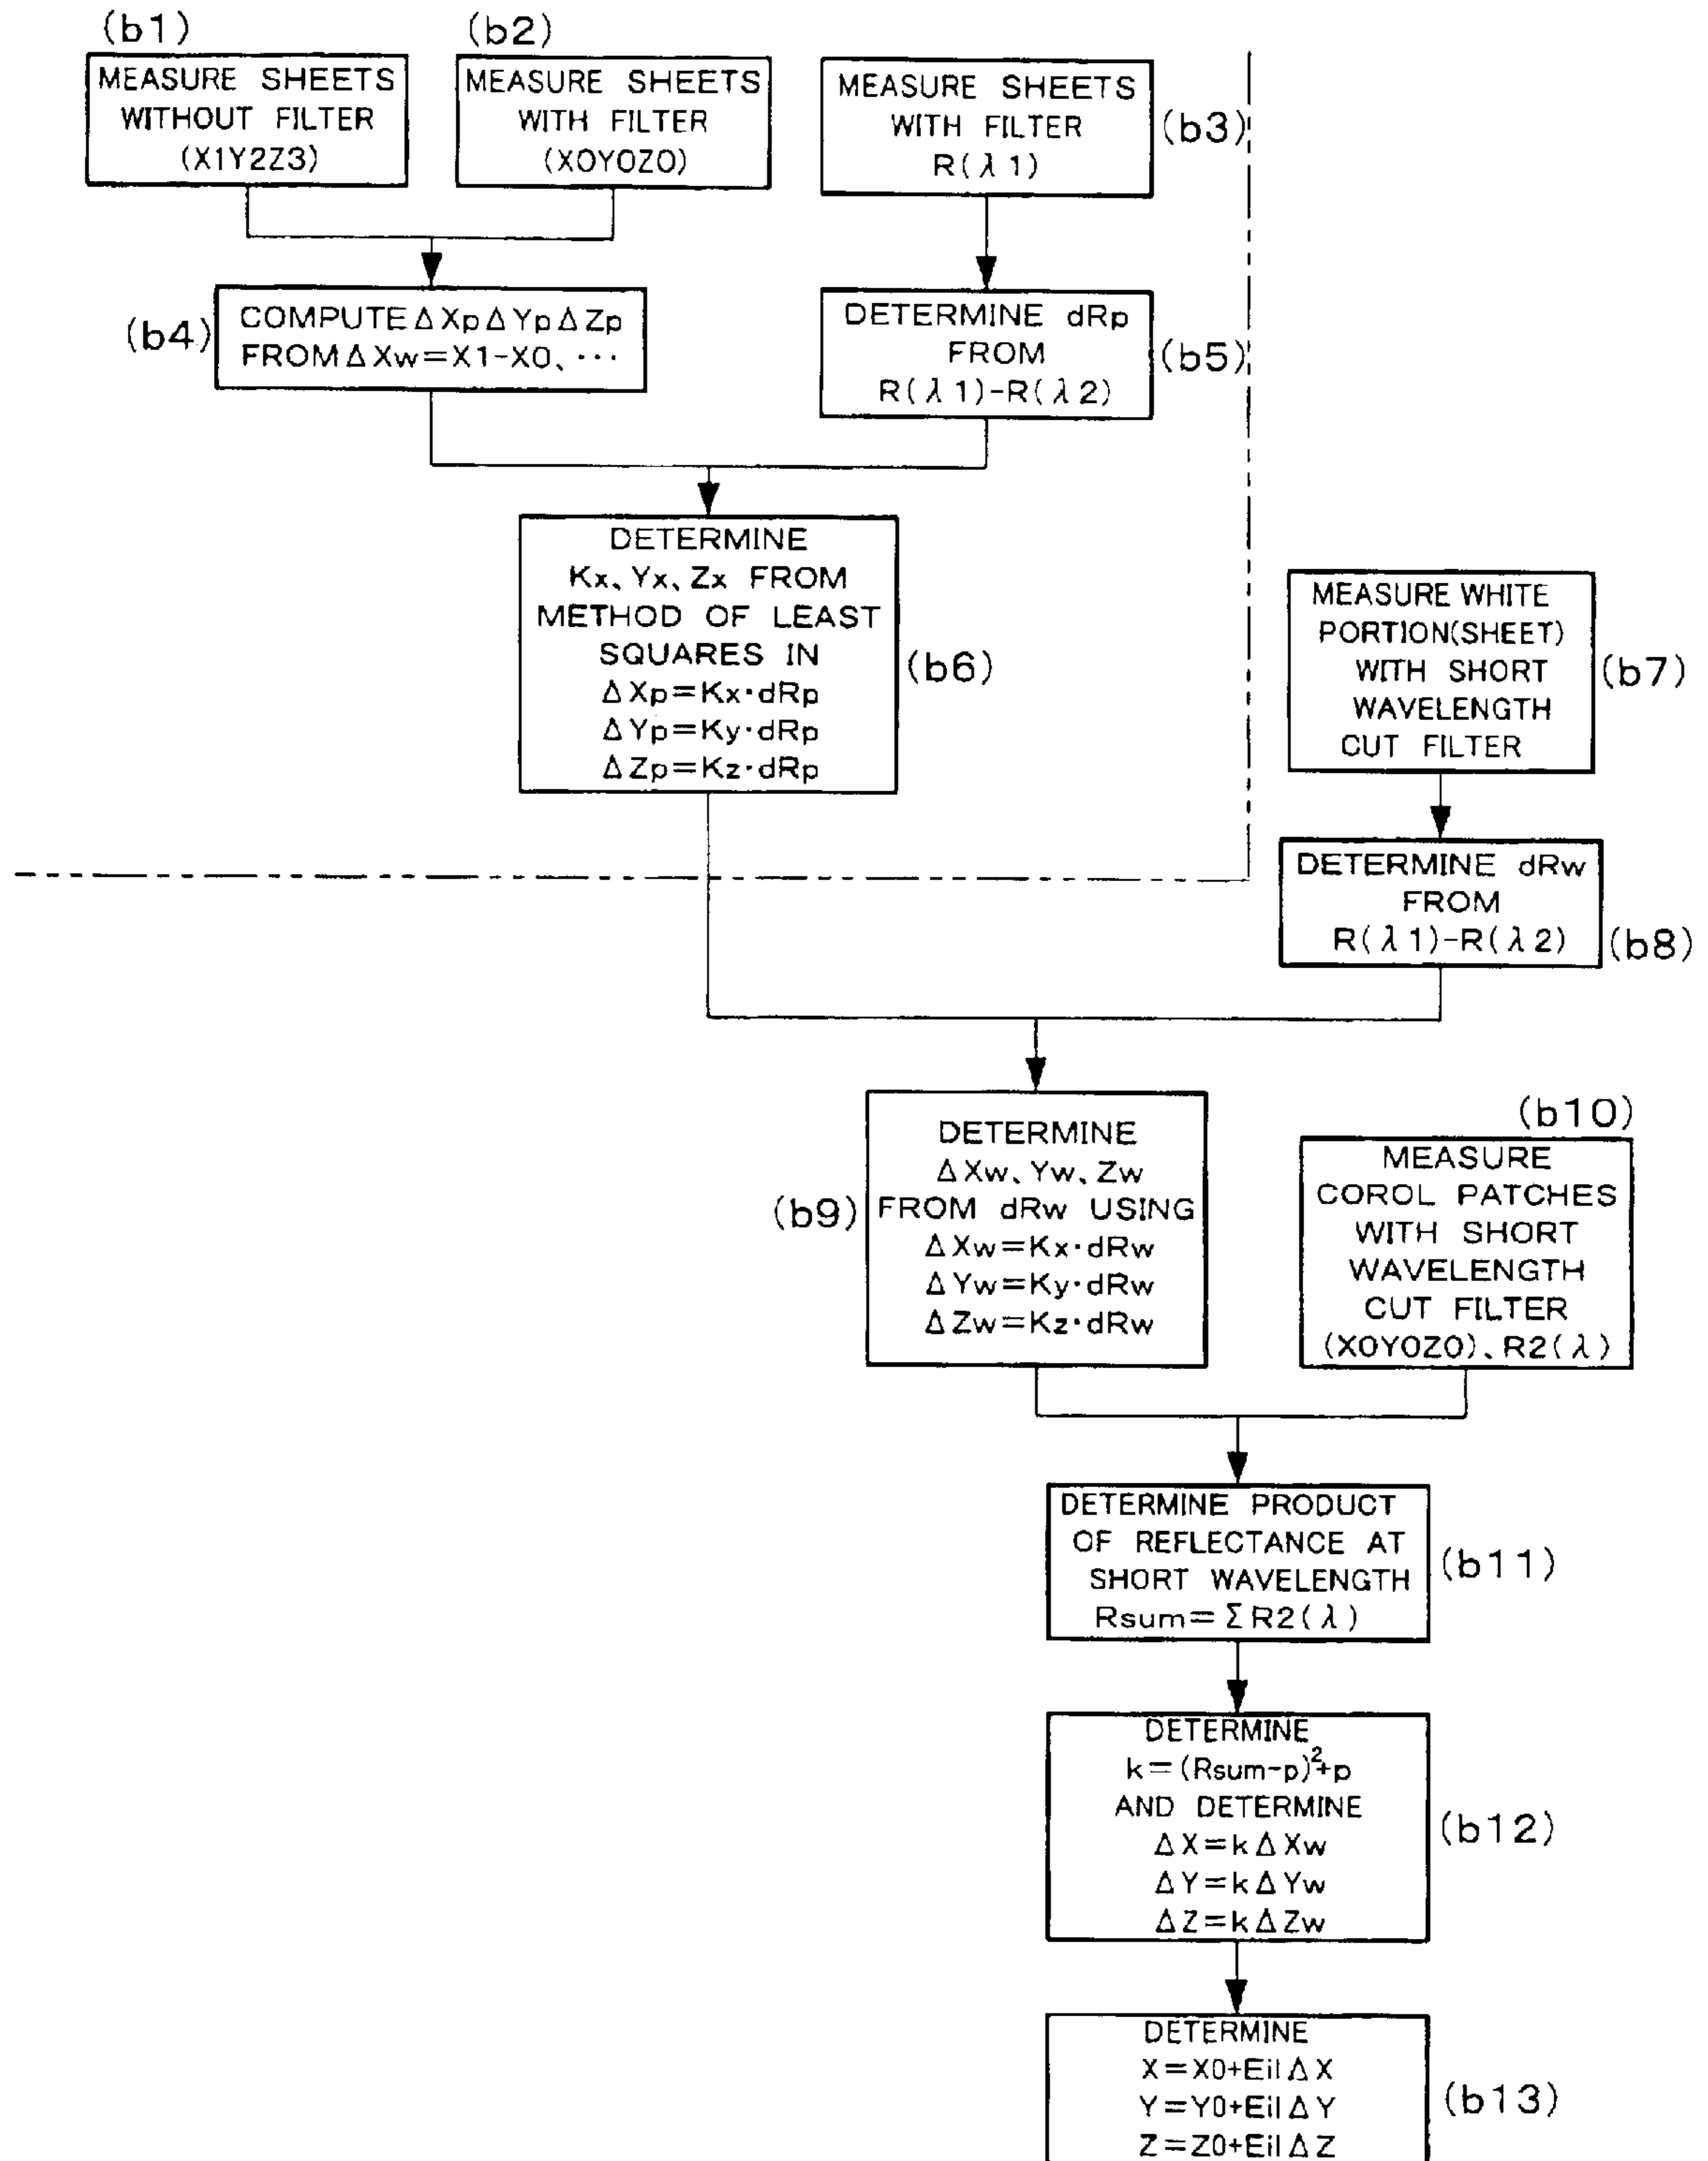 (b1)
MEASURE SHEETS
WITHOUT FILTER
(X1Y2Z3)
(b2)
MEASURE SHEETS
WITH FILTER
(X0Y0Z0)
MEASURE SHEETS
WITH FILTER
R(λ1)
(b3)
(b4)
COMPUTE ΔXpΔYpΔZp
FROM ΔXw=X1-X0、···
DETERMINE dRp
FROM
R(λ1)-R(λ2)
(b5)
DETERMINE
Kx、Yx、Zx FROM
METHOD OF LEAST
SQUARES IN
ΔXp=Kx·dRp
ΔYp=Ky·dRp
ΔZp=Kz·dRp
(b6)
MEASURE WHITE
PORTION(SHEET)
WITH SHORT
WAVELENGTH
CUT FILTER
(b7)
DETERMINE dRw
FROM
R(λ1)-R(λ2)
(b8)
(b9)
DETERMINE
ΔXw、Yw、Zw
FROM dRw USING
ΔXw=Kx·dRw
ΔYw=Ky·dRw
ΔZw=Kz·dRw
(b10)
MEASURE
COROL PATCHES
WITH SHORT
WAVELENGTH
CUT FILTER
(X0Y0Z0)、R2(λ)
DETERMINE PRODUCT
OF REFLECTANCE AT
SHORT WAVELENGTH
Rsum=ΣR2(λ)
(b11)
DETERMINE
k=(Rsum-p)²+p
AND DETERMINE
ΔX=kΔXw
ΔY=kΔYw
ΔZ=kΔZw
(b12)
DETERMINE
X=X0+EilΔX
Y=Y0+EilΔY
Z=Z0+EilΔZ
(b13)